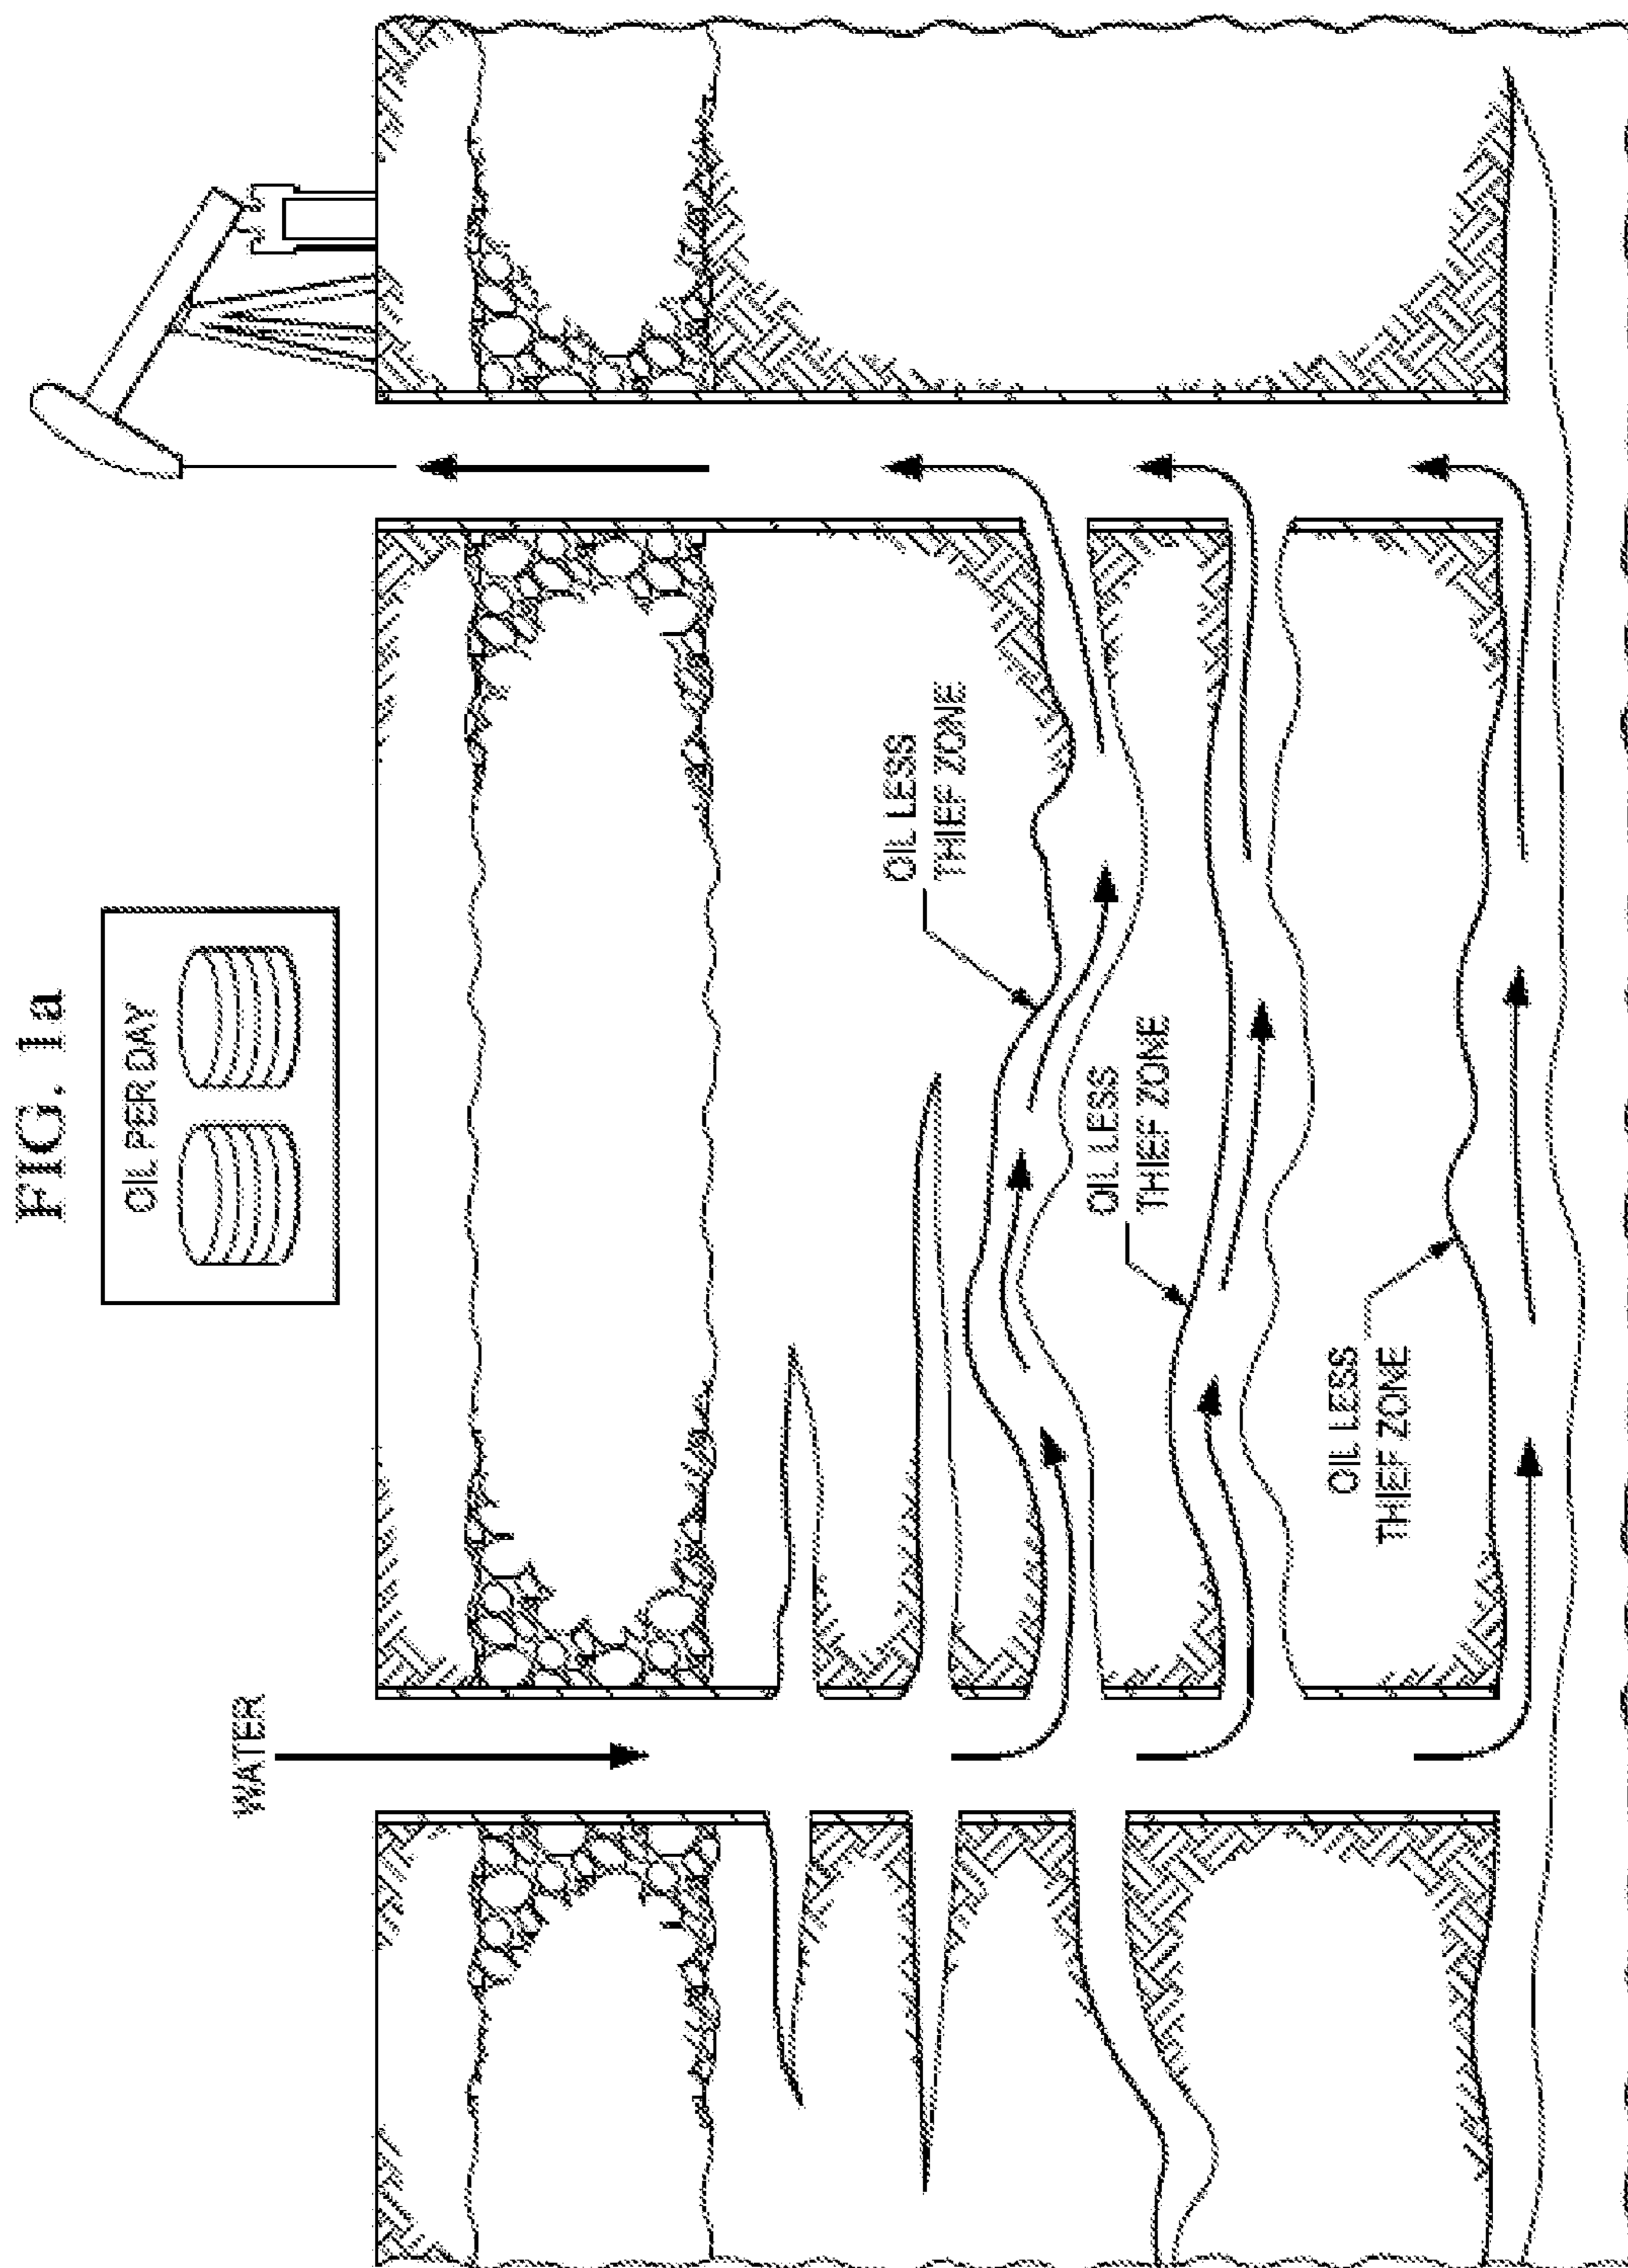 FIG. 1a
OIL PER DAY
WATER
OIL LESS
THIEF ZONE
OIL LESS
THIEF ZONE
OIL LESS
THIEF ZONE